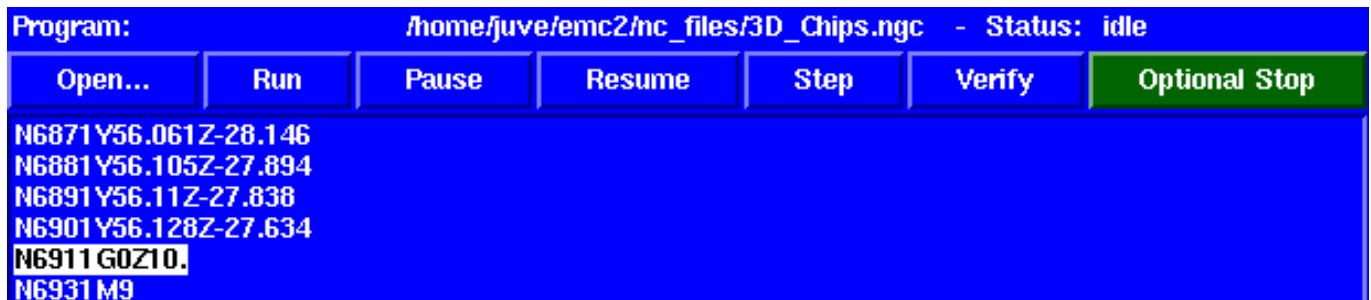 Program: /home/juve/emc2/nc_files/3D_Chips.ngc - Status: idle
Open... Run Pause Resume Step Verify Optional Stop
N6871Y56.061Z-28.146
N6881Y56.105Z-27.894
N6891Y56.11Z-27.838
N6901Y56.128Z-27.634
N6911G0Z10.
N6931M9